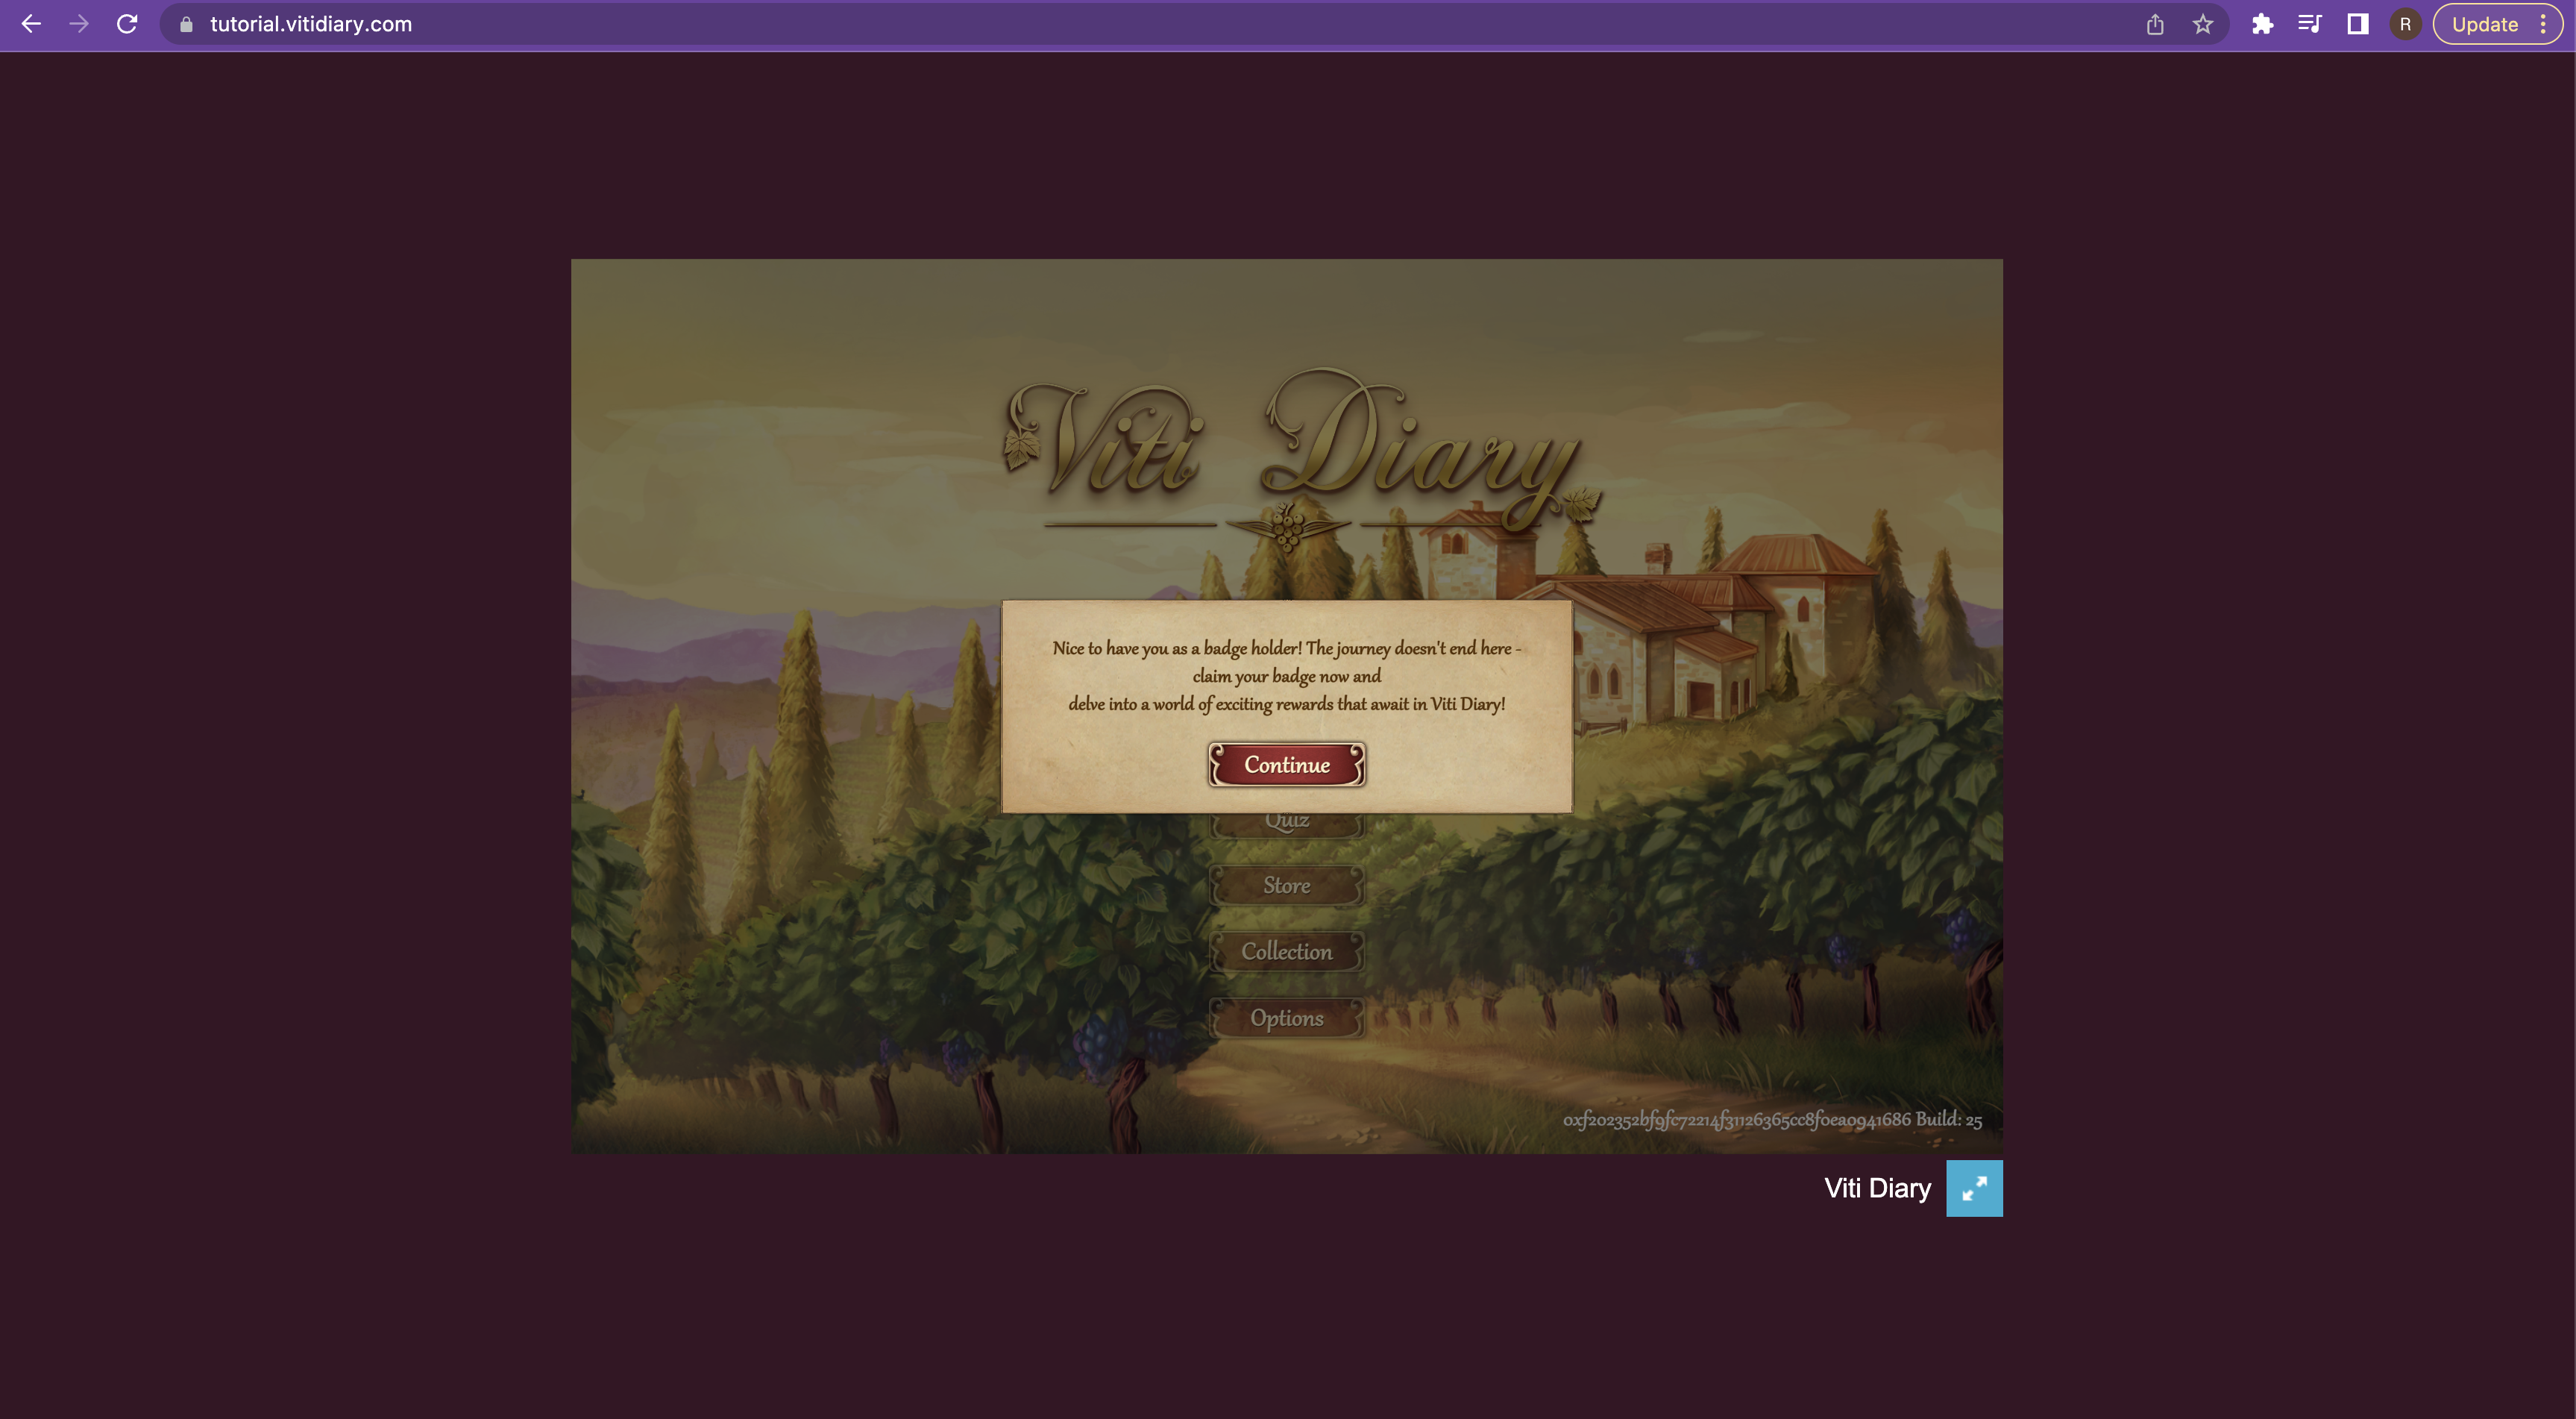 tutorial.vitidiary.com
R
Update
Viti Diary
Nice to have you as a badge holder! The journey doesn't end here -
claim your badge now and
delve into a world of exciting rewards that await in Viti Diary!
Continue
Quiz
Store
Collection
Options
0xf202352bf9fc72214f31126365cc8f0ea0941686 Build: 25
Viti Diary